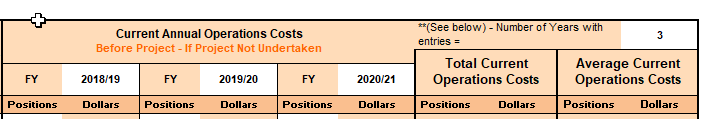 Current Annual Operations Costs
Before Project - If Project Not Undertaken
**(See below) - Number of Years with
entries =
3
Total Current
Operations Costs
Average Current
Operations Costs
FY 2018/19 FY 2019/20 FY 2020/21
Positions Dollars Positions Dollars Positions Dollars Positions Dollars Positions Dollars